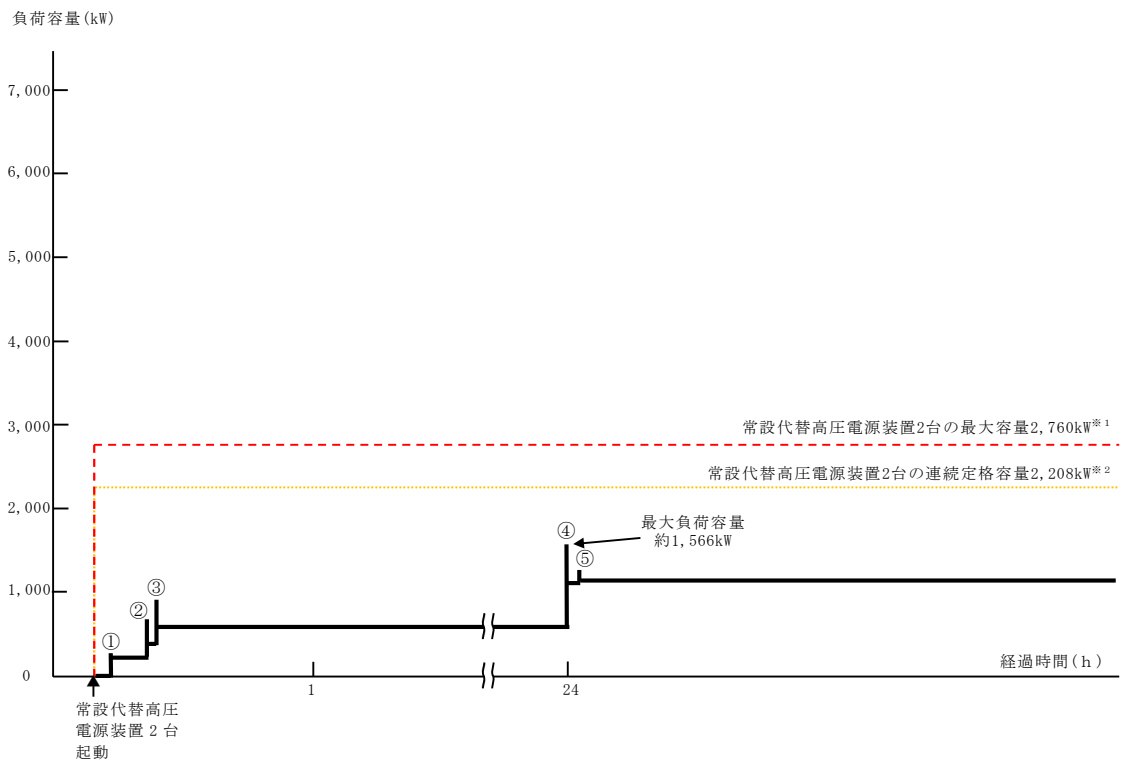 負荷容量(kW)
7,000
6,000
5,000
4,000
3,000
常設代替高圧電源装置2台の最大容量2,760kW※1
常設代替高圧電源装置2台の連続定格容量2,208kW※2
2,000
④
最大負荷容量
約1,566kW
⑤
1,000
③
②
①
0
経過時間(h)
1
24
常設代替高圧
電源装置2台
起動